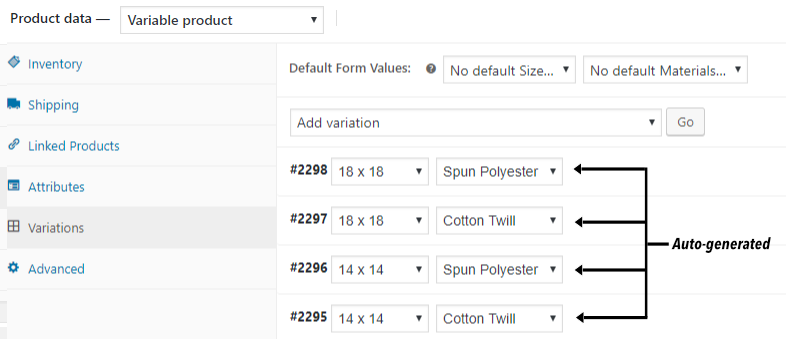 Product data — Variable product
Inventory
Shipping
Linked Products
Attributes
Variations
Advanced
Default Form Values: ? No default Size... No default Materials...
Add variation Go
#2298 18 x 18 Spun Polyester
#2297 18 x 18 Cotton Twill
#2296 14 x 14 Spun Polyester
#2295 14 x 14 Cotton Twill
Auto-generated